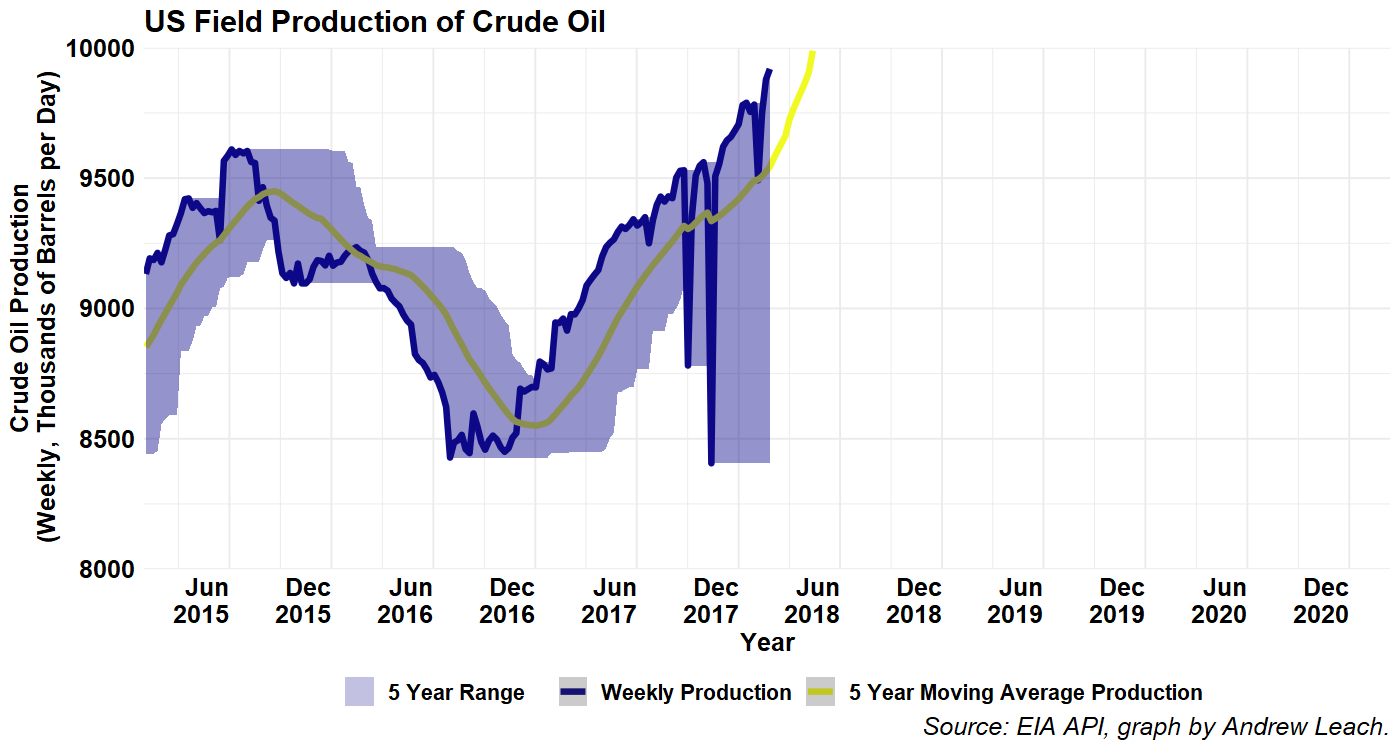 US Field Production of Crude Oil
Crude Oil Production
(Weekly, Thousands of Barrels per Day)
10000
9500
9000
8500
8000
Jun Dec Jun Dec Jun Dec Jun Dec Jun Dec Jun Dec
2015 2015 2016 2016 2017 2017 2018 2018 2019 2019 2020 2020
Year
5 Year Range Weekly Production 5 Year Moving Average Production
Source: EIA API, graph by Andrew Leach.